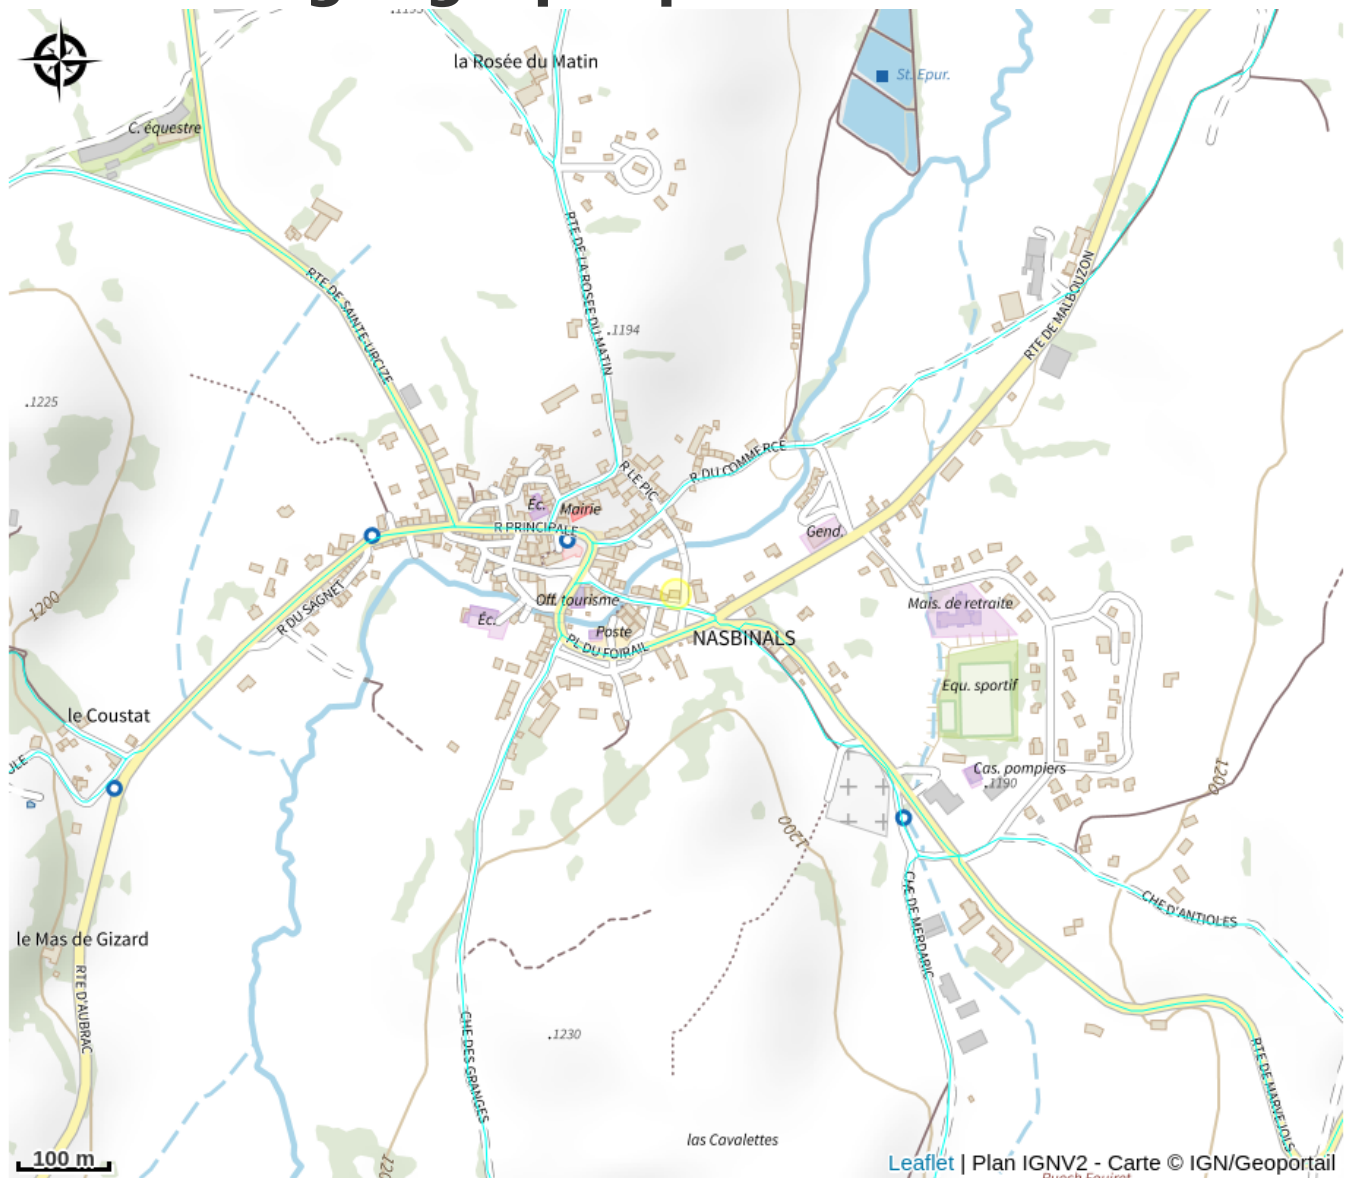 .1193
la Rosée du Matin
St. Epur.
C. équestre
RTE DE LA ROSEE DU MATIN
RTE DE SAINTE-URCIZE
RTE DE MALBOUZON
.1194
.1225
R LE PIC
R DU COMMERCE
Éc.
Mairie
R PRINCIPALE
Gend.
1200
R DU SAGNET
Off. tourisme
Mais. de retraite
Éc.
Poste
PL DU FOIRAIL
NASBINALS
Equ. sportif
le Coustat
ULE
Cas. pompiers
.1190
1200
1200
CHE DE MERDARIC
CHE D'ANTIOLES
le Mas de Gizard
RTE D'AUBRAC
CHE DES GRANGES
.1230
RTE DE MARVEJOLS
las Cavalettes
100 m
Leaflet | Plan IGNV2 - Carte © IGN/Geoportail